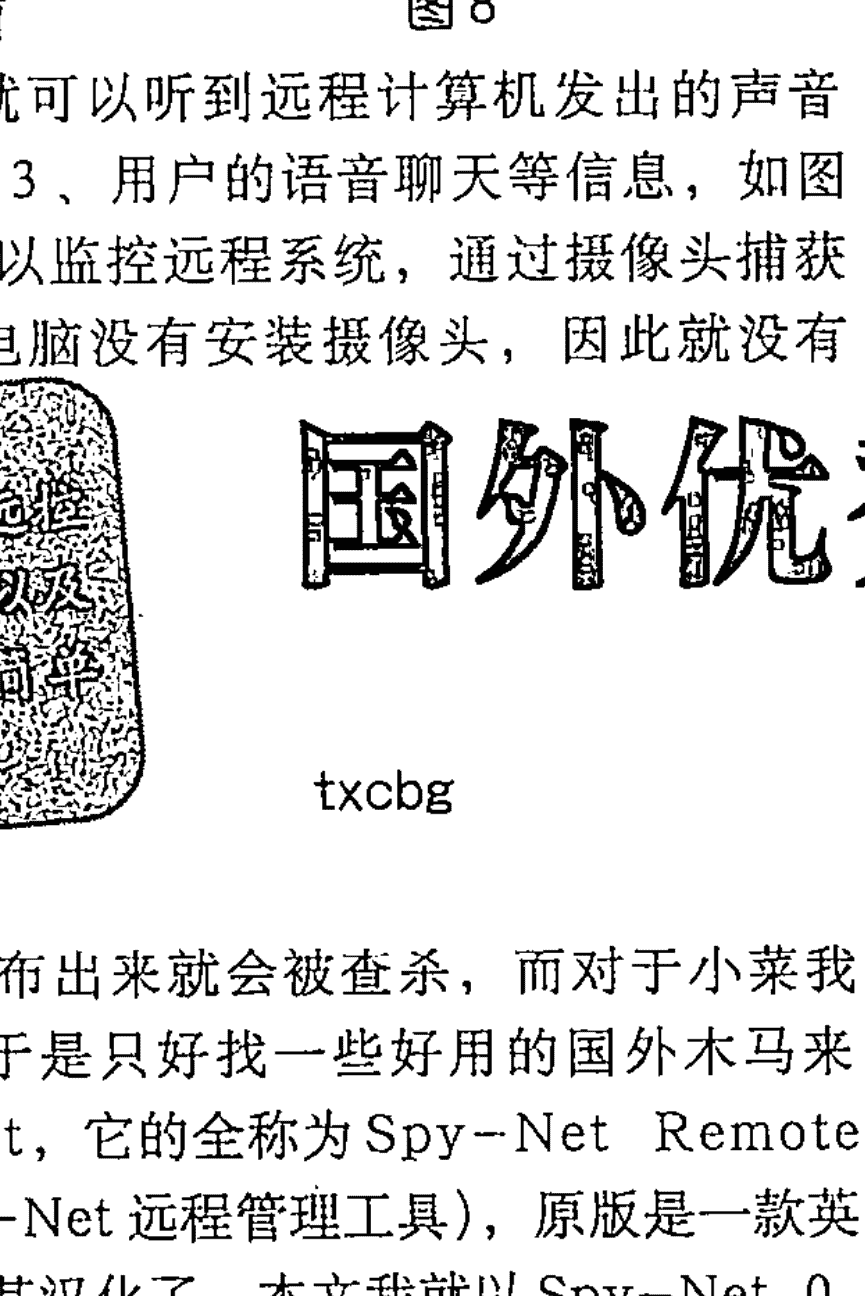 图8
就可以听到远程计算机发出的声音
3、用户的语音聊天等信息，如图
以监控远程系统，通过摄像头捕获
电脑没有安装摄像头，因此就没有
远控
以及
简单
国外优
txcbg
布出来就会被查杀，而对于小菜我
于是只好找一些好用的国外木马来
t，它的全称为Spy-Net Remote
-Net远程管理工具)，原版是一款英
其汉化了。本文我就以Spy-Net 0